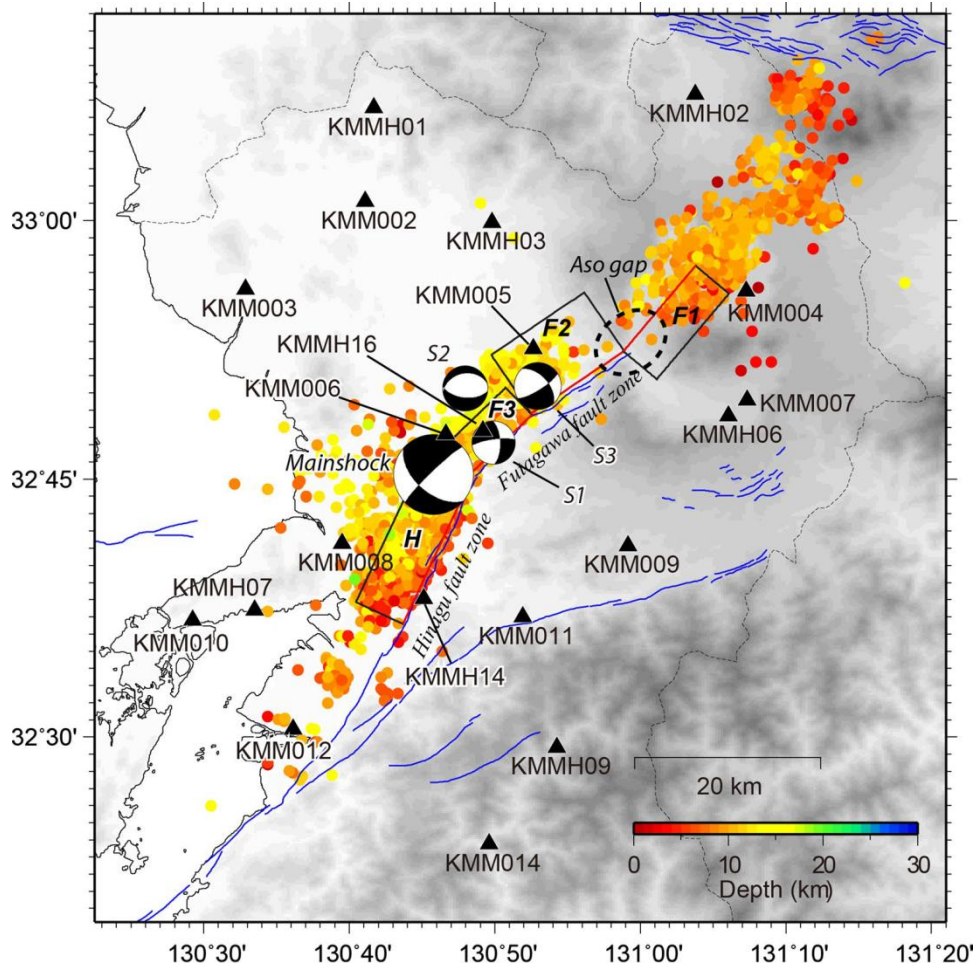 KMMH01
KMMH02
KMM002
33°00'
KMMH03
Aso gap
KMM005
KMM003
KMM004
F1
F2
KMMH16
S2
KMM006
F3
KMM007
KMMH06
Futagawa fault zone
S3
Mainshock
32°45'
S1
H
KMM008
KMM009
Hinagu fault zone
KMMH07
KMM010
KMM011
KMMH14
32°30'
KMM012
KMMH09
20 km
KMM014
0 10 20 30
Depth (km)
130°30' 130°40' 130°50' 131°00' 131°10' 131°20'